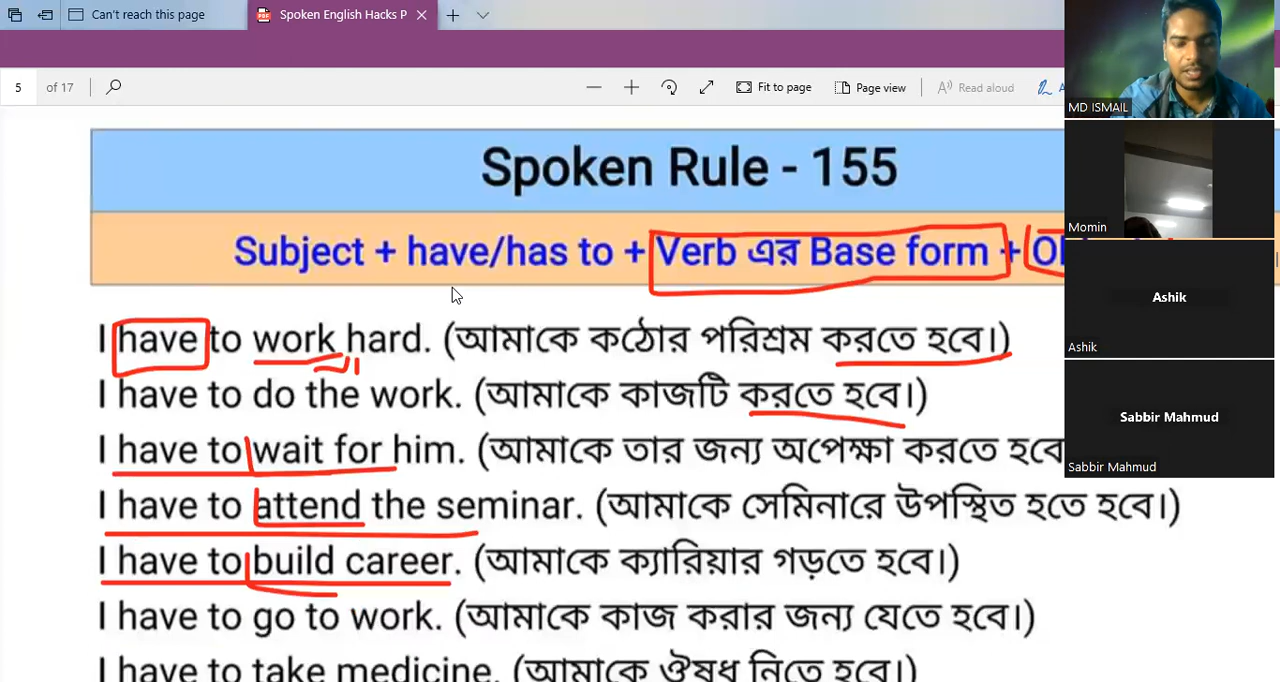 Can't reach this page
Spoken English Hacks P
5 of 17
Fit to page
Page view
Read aloud
MD ISMAIL
Momin
Ashik
Ashik
Sabbir Mahmud
Sabbir Mahmud
Spoken Rule - 155
Subject + have/has to + Verb এর Base form +
I have to work hard. (আমাকে কঠোর পরিশ্রম করতে হবে।)
I have to do the work. (আমাকে কাজটি করতে হবে।)
I have to wait for him. (আমাকে তার জন্য অপেক্ষা করতে হবে
I have to attend the seminar. (আমাকে সেমিনারে উপস্থিত হতে হবে।)
I have to build career. (আমাকে ক্যারিয়ার গড়তে হবে।)
I have to go to work. (আমাকে কাজ করার জন্য যেতে হবে।)
I have to take medicine. (আমাকে ঔষধ নিতে হবে।)